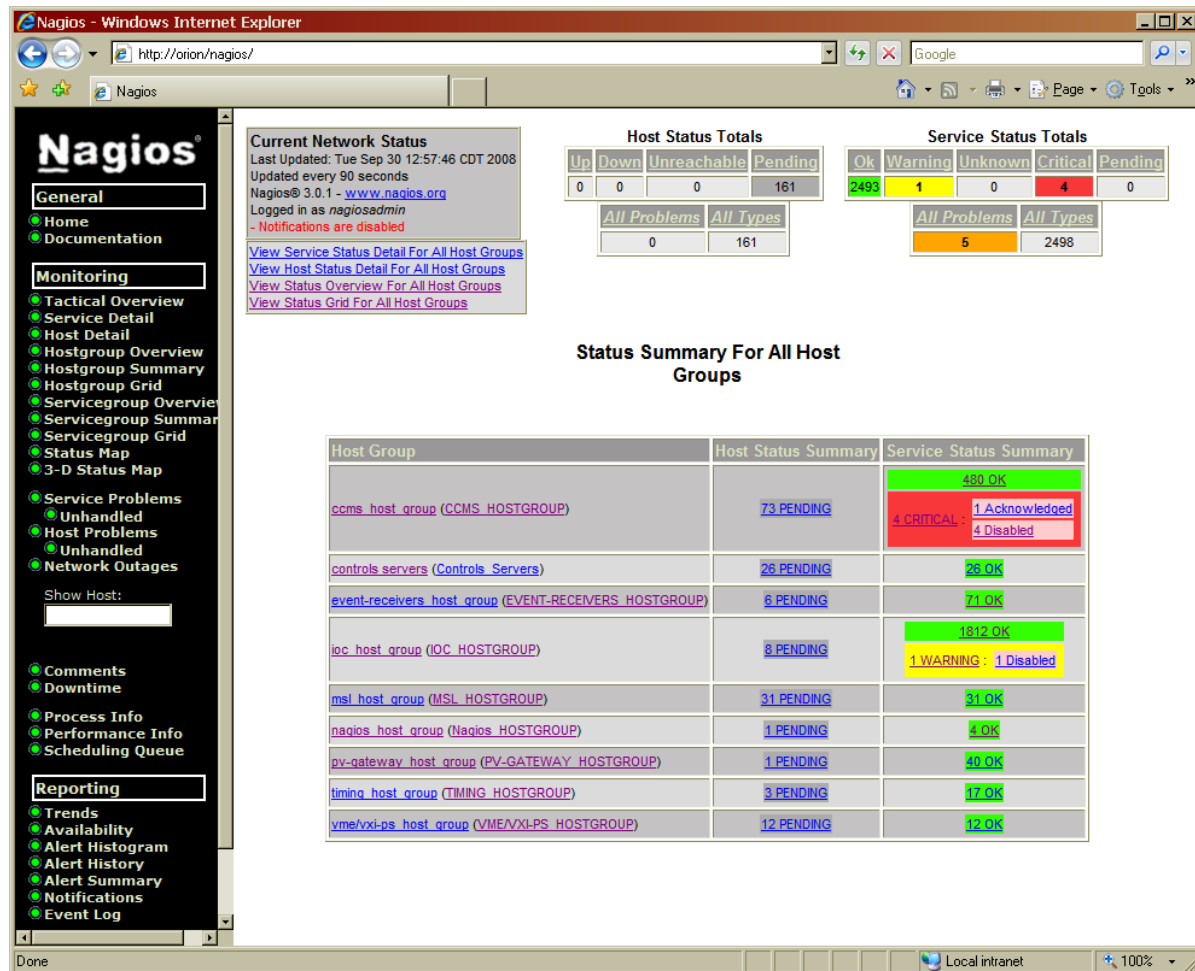 Nagios - Windows Internet Explorer
http://orion/nagios/
Google
Nagios
Page
Tools
»
Nagios®
General
Home
Documentation
Monitoring
Tactical Overview
Service Detail
Host Detail
Hostgroup Overview
Hostgroup Summary
Hostgroup Grid
Servicegroup Overview
Servicegroup Summar
Servicegroup Grid
Status Map
3-D Status Map
Service Problems
Unhandled
Host Problems
Unhandled
Network Outages
Show Host:
Comments
Downtime
Process Info
Performance Info
Scheduling Queue
Reporting
Trends
Availability
Alert Histogram
Alert History
Alert Summary
Notifications
Event Log
Current Network Status
Last Updated: Tue Sep 30 12:57:46 CDT 2008
Updated every 90 seconds
Nagios® 3.0.1 - www.nagios.org
Logged in as nagiosadmin
- Notifications are disabled
View Service Status Detail For All Host Groups
View Host Status Detail For All Host Groups
View Status Overview For All Host Groups
View Status Grid For All Host Groups
Host Status Totals
Up Down Unreachable Pending
0 0 0 161
All Problems All Types
0 161
Service Status Totals
Ok Warning Unknown Critical Pending
2493 1 0 4 0
All Problems All Types
5 2498
Status Summary For All Host
Groups
Host Group Host Status Summary Service Status Summary
ccms_host_group (CCMS_HOSTGROUP) 73 PENDING 480 OK
4 CRITICAL : 1 Acknowledged
4 Disabled
controls servers (Controls_Servers) 26 PENDING 26 OK
event-receivers_host_group (EVENT-RECEIVERS_HOSTGROUP) 6 PENDING 71 OK
ioc_host_group (IOC_HOSTGROUP) 8 PENDING 1812 OK
1 WARNING : 1 Disabled
msl_host_group (MSL_HOSTGROUP) 31 PENDING 31 OK
nagios_host_group (Nagios_HOSTGROUP) 1 PENDING 4 OK
pv-gateway_host_group (PV-GATEWAY_HOSTGROUP) 1 PENDING 40 OK
timing_host_group (TIMING_HOSTGROUP) 3 PENDING 17 OK
vme/vxi-ps_host_group (VME/VXI-PS_HOSTGROUP) 12 PENDING 12 OK
Done
Local intranet
100%